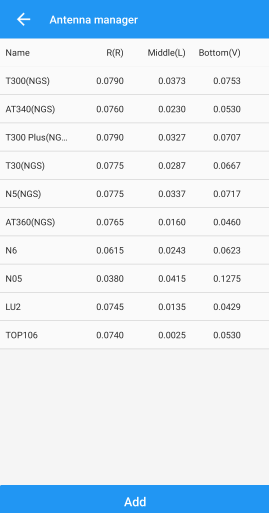 Antenna manager
Name R(R) Middle(L) Bottom(V)
T300(NGS) 0.0790 0.0373 0.0753
AT340(NGS) 0.0760 0.0230 0.0530
T300 Plus(NG... 0.0790 0.0327 0.0707
T30(NGS) 0.0775 0.0287 0.0667
N5(NGS) 0.0775 0.0337 0.0717
AT360(NGS) 0.0765 0.0160 0.0460
N6 0.0615 0.0243 0.0623
N05 0.0380 0.0415 0.1275
LU2 0.0745 0.0135 0.0429
TOP106 0.0740 0.0025 0.0530
Add